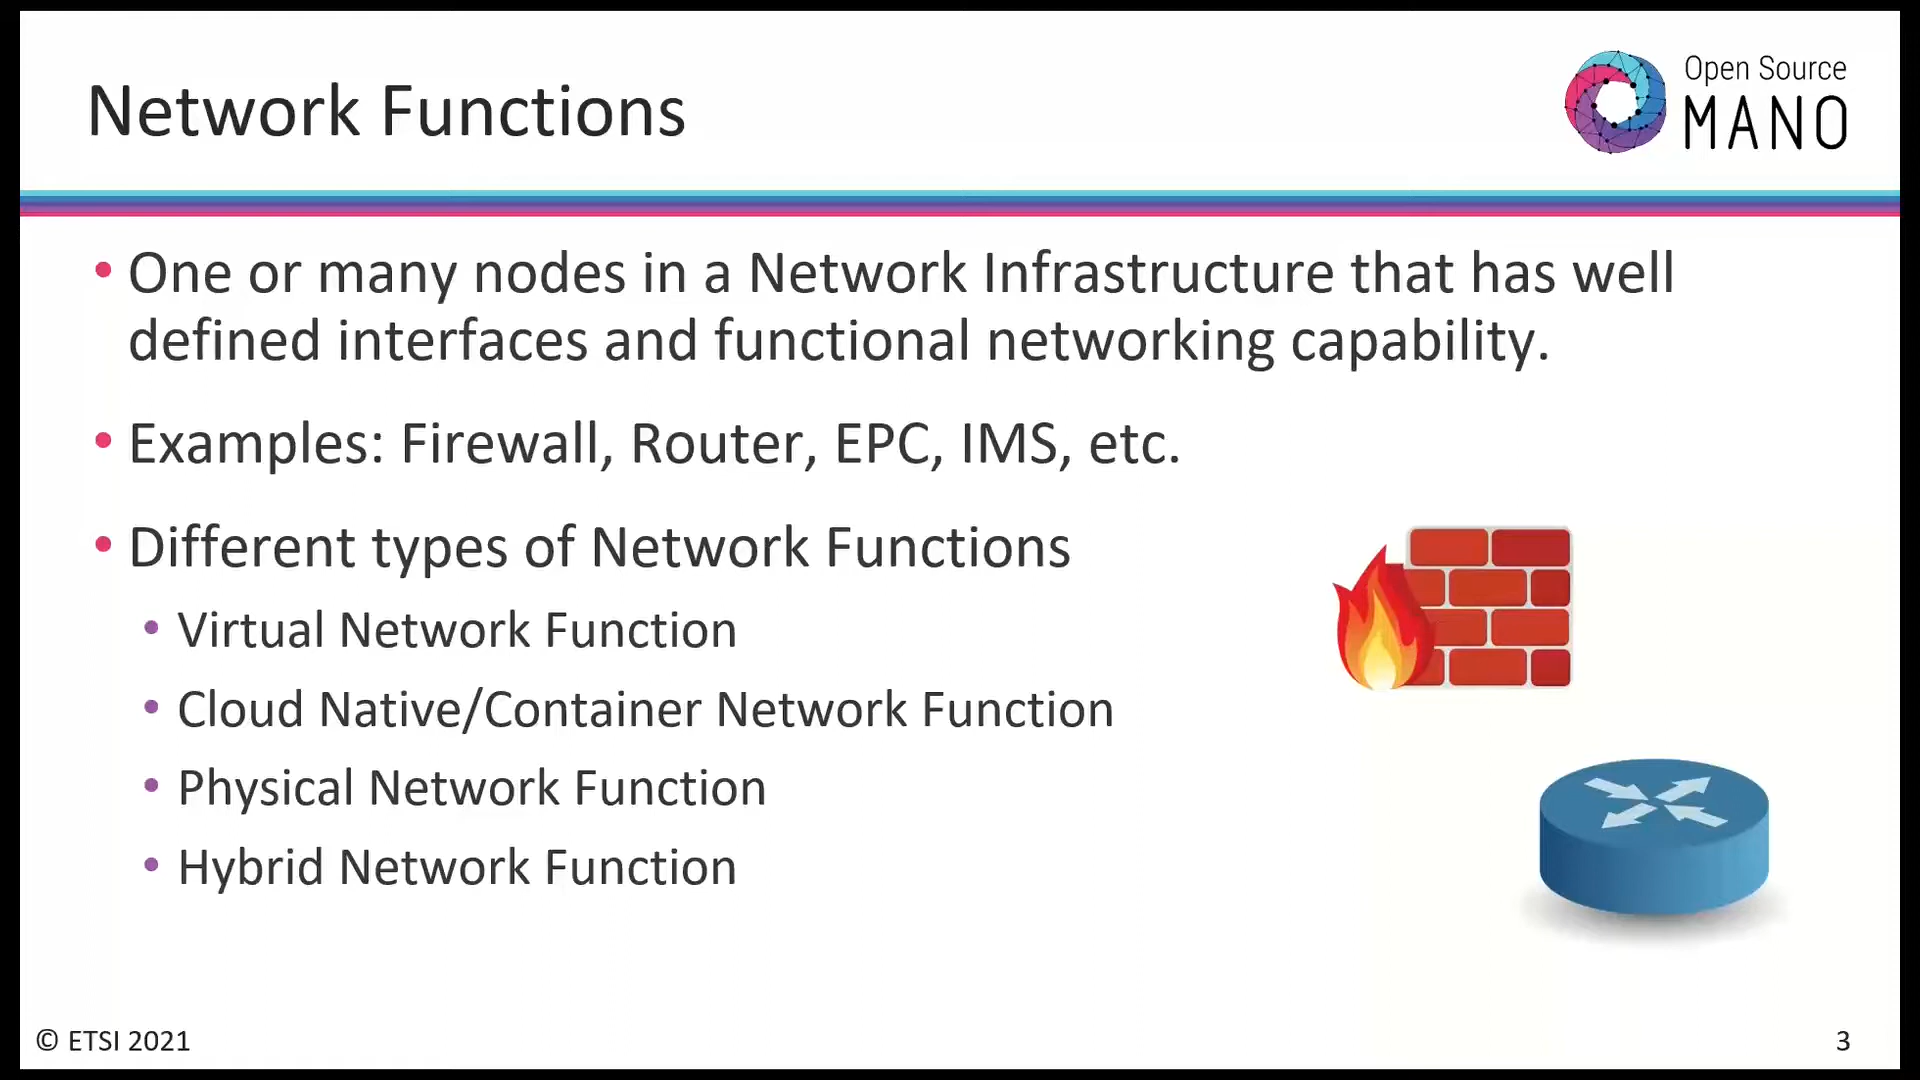 Network Functions
Open Source
MANO
• One or many nodes in a Network Infrastructure that has well
defined interfaces and functional networking capability.
• Examples: Firewall, Router, EPC, IMS, etc.
• Different types of Network Functions
• Virtual Network Function
• Cloud Native/Container Network Function
• Physical Network Function
• Hybrid Network Function
© ETSI 2021
3